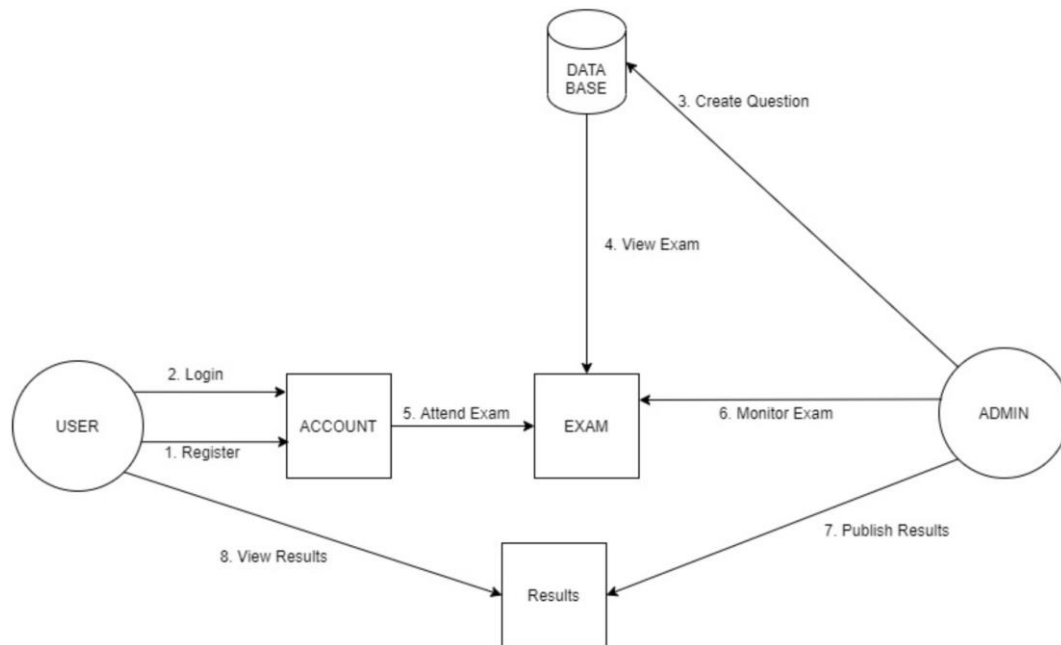 DATA
BASE
3. Create Question
4. View Exam
2. Login
USER
ACCOUNT
5. Attend Exam
EXAM
6. Monitor Exam
ADMIN
1. Register
7. Publish Results
8. View Results
Results